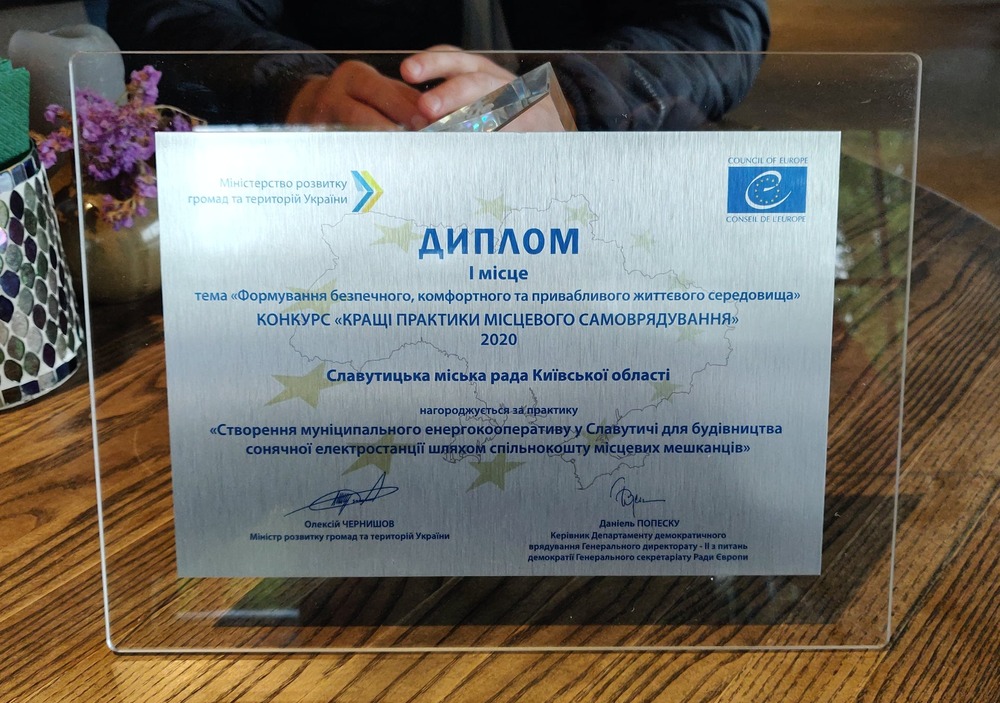 Міністерство розвитку
громад та територій України
COUNCIL OF EUROPE
CONSEIL DE L'EUROPE
ДИПЛОМ
І місце
тема «Формування безпечного, комфортного та привабливого життєвого середовища»
КОНКУРС «КРАЩІ ПРАКТИКИ МІСЦЕВОГО САМОВРЯДУВАННЯ»
2020
Славутицька міська рада Київської області
нагороджується за практику
«Створення муніципального енергокооперативу у Славутичі для будівництва
сонячної електростанції шляхом спількошту місцевих мешканців»
Олексій ЧЕРНИШОВ
Міністр розвитку громад та територій України
Даніель ПОПЕСКУ
Керівник Департаменту демократичного
врядування Генерального директорату - ІІ з питань
демократії Генерального секретаріату Ради Європи